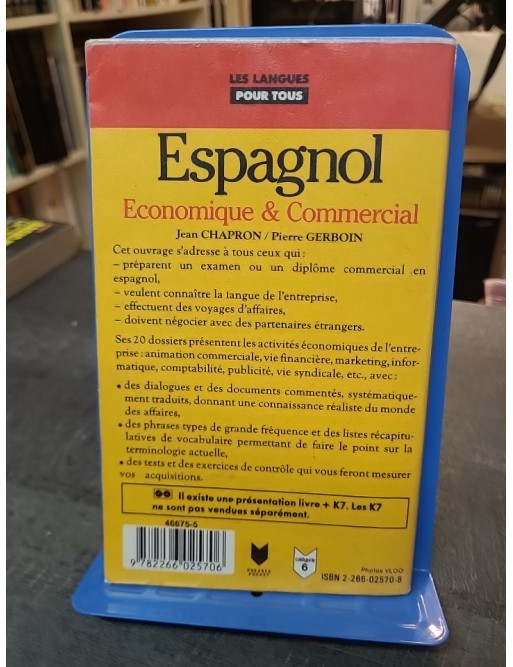 LES LANGUES
POUR TOUS
Espagnol
Economique & Commercial
Jean CHAPRON / Pierre GERBOIN
Cet ouvrage s'adresse à tous ceux qui :
– préparent un examen ou un diplôme commercial en
espagnol,
– veulent connaître la langue de l'entreprise,
– effectuent des voyages d'affaires,
– doivent négocier avec des partenaires étrangers.
Ses 20 dossiers présentent les activités économiques de l'entre-
prise : animation commerciale, vie financière, marketing, infor-
matique, comptabilité, publicité, vie syndicale, etc., avec :
• des dialogues et des documents commentés, systématique-
ment traduits, donnant une connaissance réaliste du monde
des affaires,
• des phrases types de grande fréquence et des listes récapitu-
latives de vocabulaire permettant de faire le point sur la
terminologie actuelle,
• des tests et des exercices de contrôle qui vous feront mesurer
vos acquisitions.
Il existe une présentation livre + K7. Les K7
ne sont pas vendues séparément.
46675-5
9 782266 025706
PRESSES
POCKET
catégorie
6
Photos VLOO
ISBN 2-266-02570-8